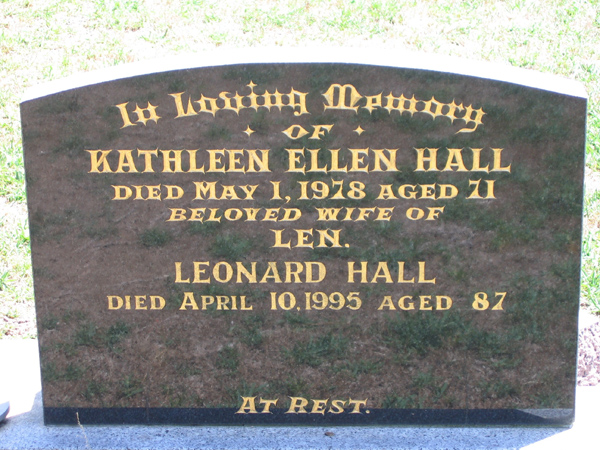 In Loving Memory
OF
KATHLEEN ELLEN HALL
DIED MAY 1, 1978 AGED 71
BELOVED WIFE OF
LEN.
LEONARD HALL
DIED APRIL 10, 1995 AGED 87
AT REST.